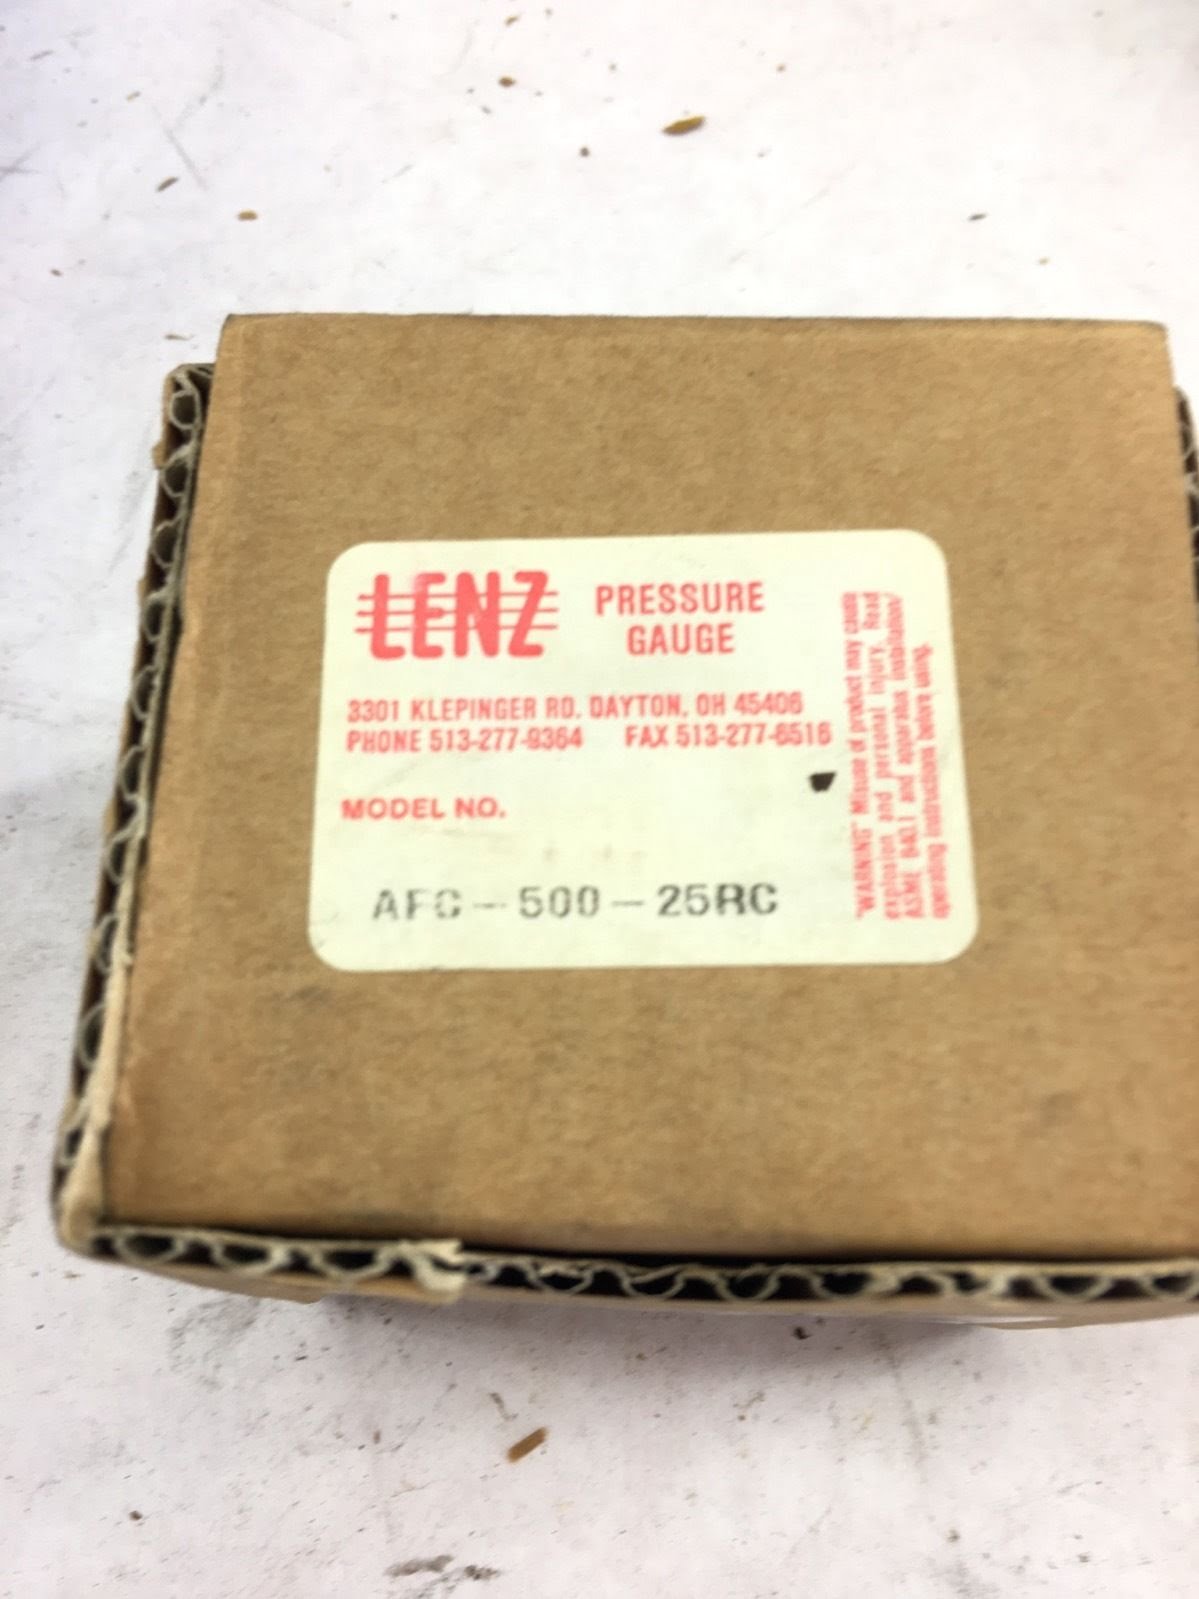 LENZ
PRESSURE
GAUGE
3301 KLEPINGER RD. DAYTON, OH 45406
PHONE 513-277-9364 FAX 513-277-6516
MODEL NO.
AFC-500-25RC
"WARNING" Misuse of product may cause
explosion and personal injury. Read
ASME B40.1 and apparatus installation/
operating instructions before using.